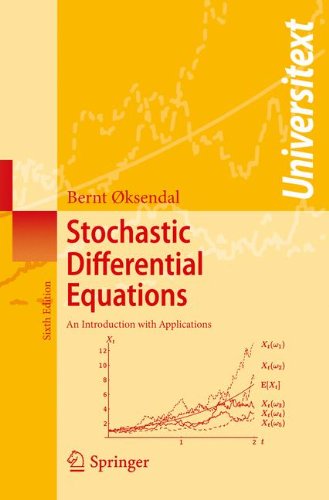 Universitext
Bernt Øksendal
Stochastic
Differential
Equations
An Introduction with Applications
Sixth Edition
Xₜ
12
10
8
6
4
2
1
2
t
Xₜ(ω₁)
Xₜ(ω₂)
E[Xₜ]
Xₜ(ω₃)
Xₜ(ω₄)
Xₜ(ω₅)
Springer